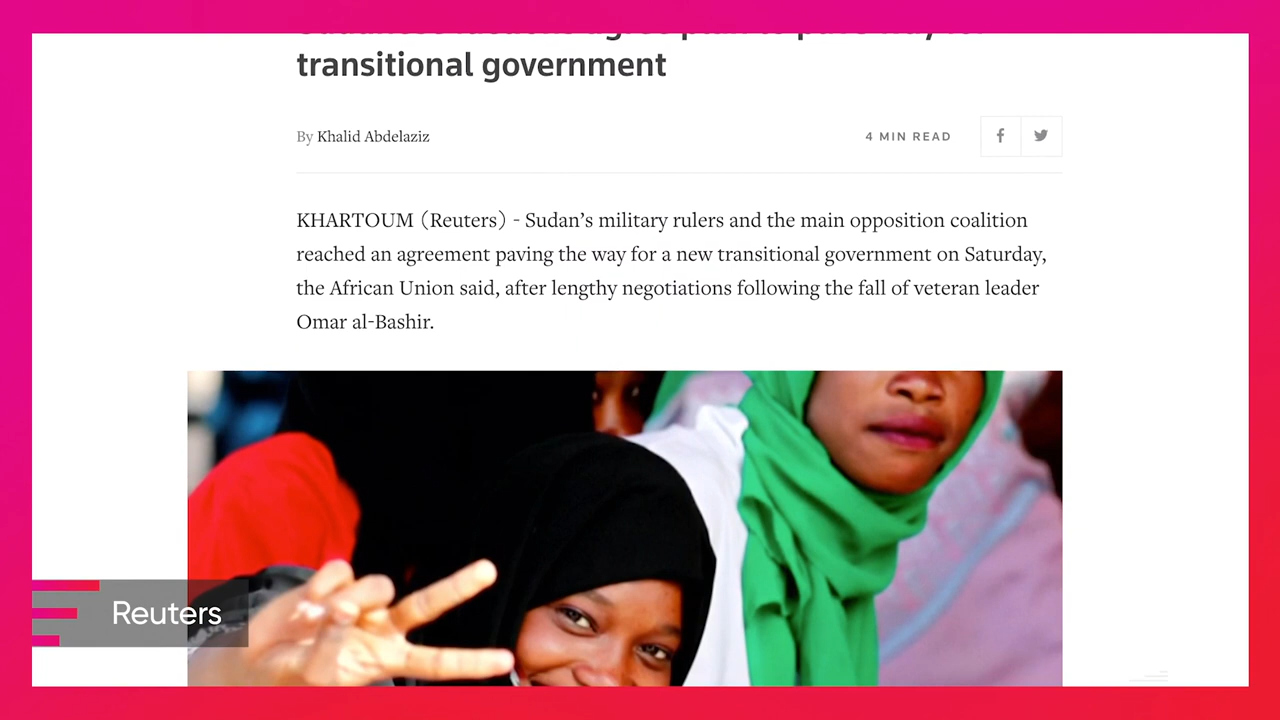 transitional government
By Khalid Abdelaziz
4 MIN READ
KHARTOUM (Reuters) - Sudan’s military rulers and the main opposition coalition
reached an agreement paving the way for a new transitional government on Saturday,
the African Union said, after lengthy negotiations following the fall of veteran leader
Omar al-Bashir.
Reuters